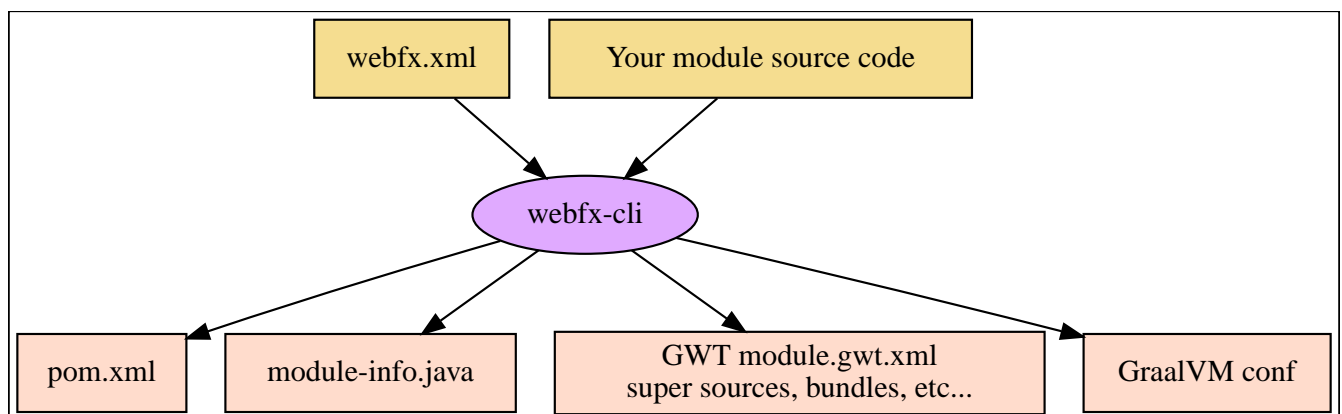 webfx.xml
Your module source code
webfx-cli
pom.xml
module-info.java
GWT module.gwt.xml
super sources, bundles, etc...
GraalVM conf